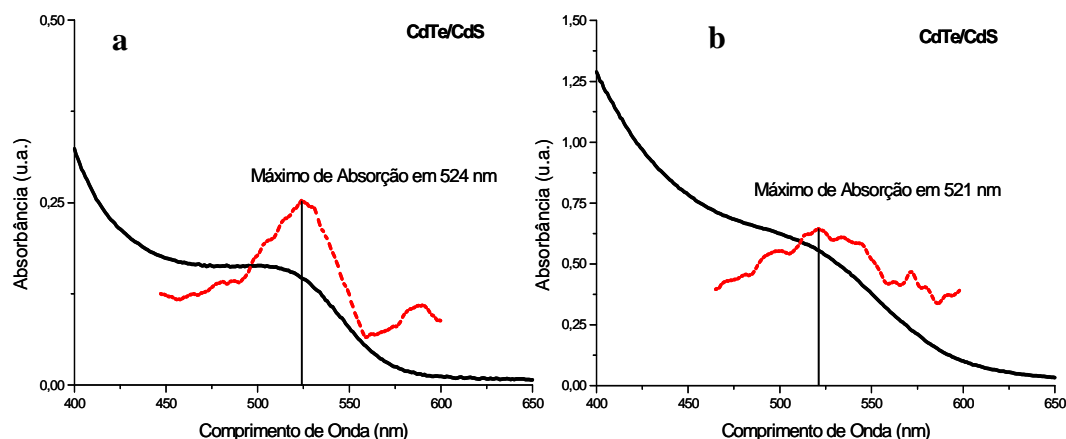 a
CdTe/CdS
0,50
0,25
0,00
Absorbância (u.a.)
Máximo de Absorção em 524 nm
400 450 500 550 600 650
Comprimento de Onda (nm)
b
CdTe/CdS
1,50
1,25
1,00
0,75
0,50
0,25
0,00
Absorbância (u.a.)
Máximo de Absorção em 521 nm
400 450 500 550 600 650
Comprimento de Onda (nm)